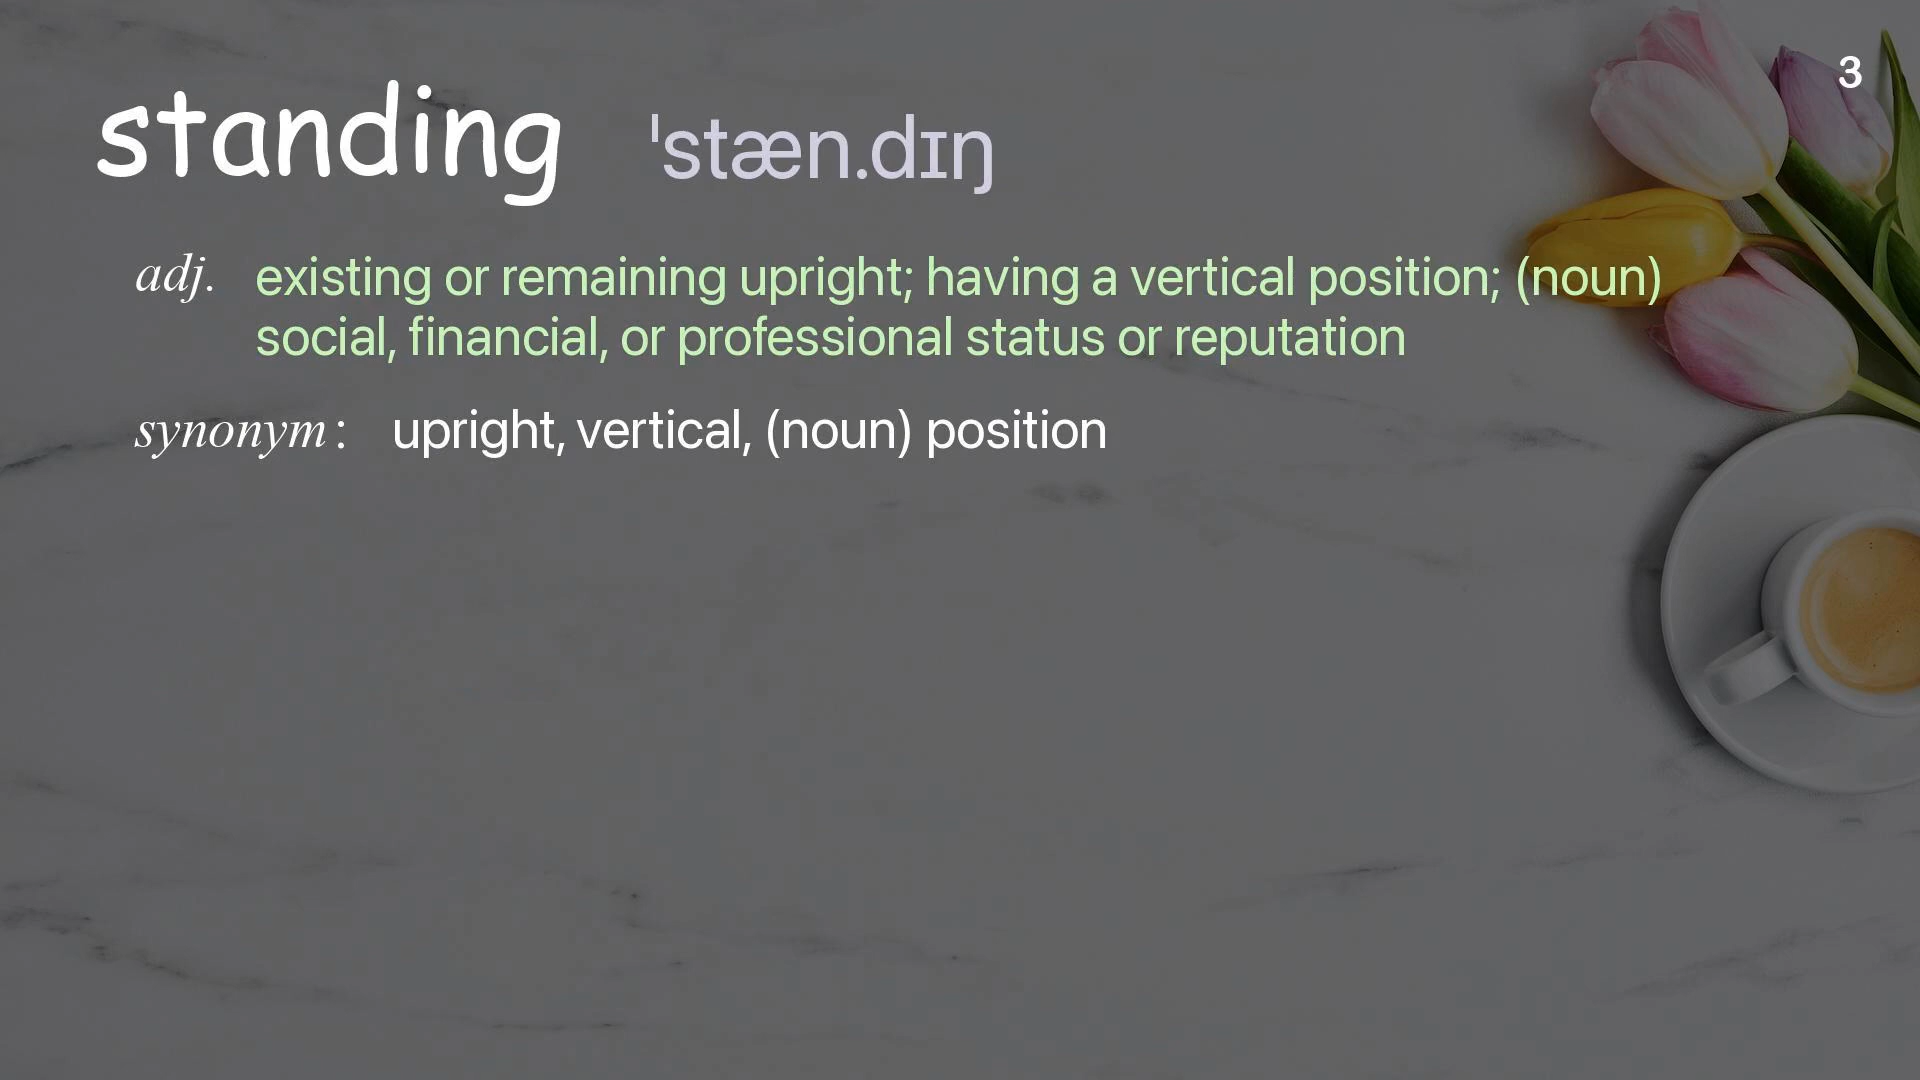 3
standing ˈstæn.dɪŋ
adj. existing or remaining upright; having a vertical position; (noun)
social, financial, or professional status or reputation
synonym: upright, vertical, (noun) position